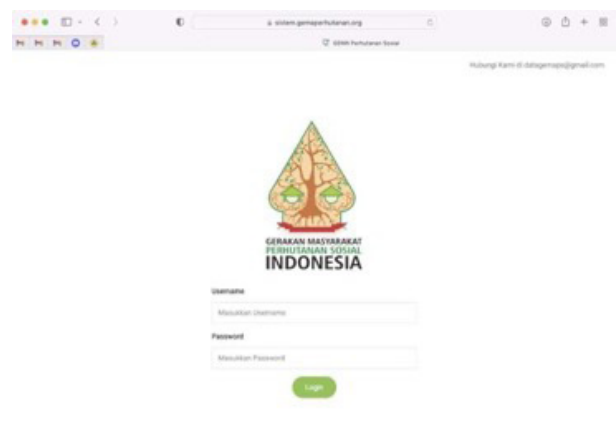 sistem.gemaperhutanan.org
GEMA Perhutanan Sosial
Hubungi Kami di datagemaps@gmail.com
GERAKAN MASYARAKAT
PERHUTANAN SOSIAL
INDONESIA
Username
Masukkan Username
Password
Masukkan Password
Login